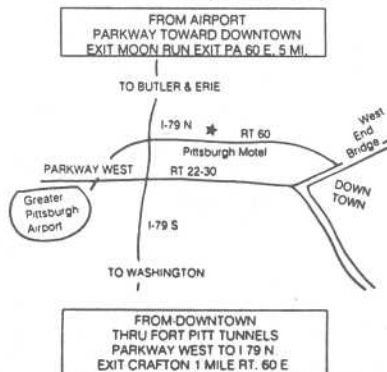 FROM AIRPORT
PARKWAY TOWARD DOWNTOWN
EXIT MOON RUN EXIT PA 60 E. 5 MI.
TO BUTLER & ERIE
I-79 N
RT 60
Pittsburgh Motel
West
End
Bridge
PARKWAY WEST
RT 22-30
Greater
Pittsburgh
Airport
DOWN
TOWN
I-79 S
TO WASHINGTON
FROM-DOWNTOWN
THRU FORT PITT TUNNELS
PARKWAY WEST TO I 79 N
EXIT CRAFTON 1 MILE RT. 60 E